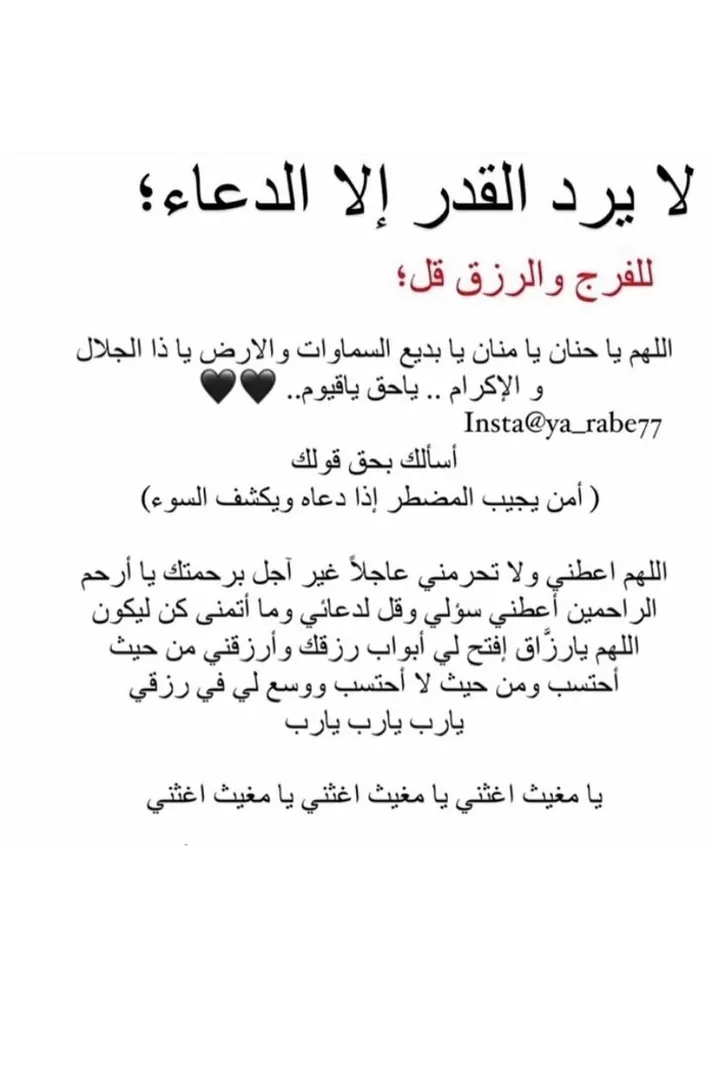 لا يرد القدر إلا الدعاء؛
للفرج والرزق قل؛
اللهم يا حنان يا منان يا بديع السماوات والارض يا ذا الجلال
و الإكرام .. ياحق ياقيوم.. 🖤🖤
Insta@ya_rabe77
أسألك بحق قولك
( أمن يجيب المضطر إذا دعاه ويكشف السوء)
اللهم اعطني ولا تحرمني عاجلاً غير آجل برحمتك يا أرحم
الراحمين أعطني سؤلي وقل لدعائي وما أتمنى كن ليكون
اللهم يارزَّاق إفتح لي أبواب رزقك وأرزقني من حيث
أحتسب ومن حيث لا أحتسب ووسع لي في رزقي
يارب يارب يارب
يا مغيث اغثني يا مغيث اغثني يا مغيث اغثني